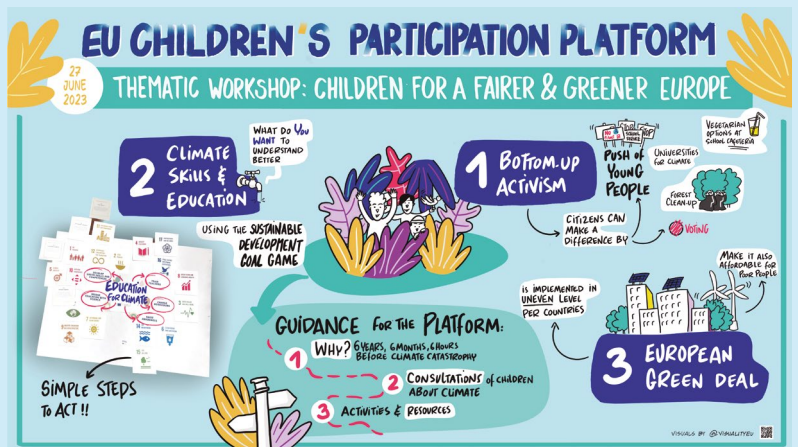 EU CHILDREN'S PARTICIPATION PLATFORM
27
JUNE
2023
THEMATIC WORKSHOP: CHILDREN FOR A FAIRER & GREENER EUROPE
2
CLIMATE
SKILLS &
EDUCATION
WHAT DO YOU
WANT TO
UNDERSTAND
BETTER
USING THE SUSTAINABLE
DEVELOPMENT
GOAL GAME
EDUCATION
FOR CLIMATE
SIMPLE STEPS
TO ACT !!
1
BOTTOM-UP
ACTIVISM
CITIZENS CAN
MAKE A
DIFFERENCE BY
PUSH OF
YOUNG
PEOPLE
VEGETARIAN
OPTIONS AT
SCHOOL CAFETERIA
UNIVERSITIES
FOR CLIMATE
FOREST
CLEAN-UP
VOTING
GUIDANCE FOR THE PLATFORM:
1
WHY? 6 YEARS, 6 MONTHS, 6 HOURS
BEFORE CLIMATE CATASTROPHY
2
CONSULTATIONS OF CHILDREN
ABOUT CLIMATE
3
ACTIVITIES & RESOURCES
IS IMPLEMENTED IN
UNEVEN LEVEL
PER COUNTRIES
MAKE IT ALSO
AFFORDABLE FOR
POOR PEOPLE
3
EUROPEAN
GREEN DEAL
VISUALS BY @VISUALITYEU